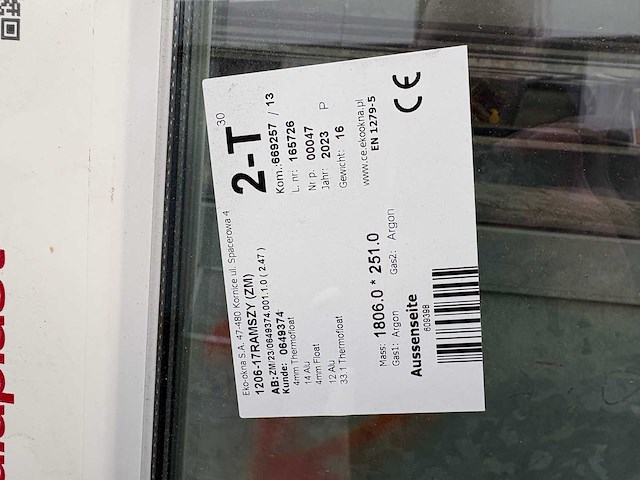 Eko-okna S.A. 47-480 Kornice ul. Spacerowa 4
30
1206-17RAMSZY (ZM)
2-T
AB: ZM/23/0649374.001.1.0 ( 2.47 )
Kunde: 0649374
Kom.:669257 / 13
4mm Thermofloat
L. nr: 165726
14 Alu
Nr p. 00047
4mm Float
Jahr: 2023 P
12 Alu
Gewicht: 16
33.1 Thermofloat
www.ce.ekookna.pl
EN 1279-5
Mass: 1806.0 * 251.0
Gas1: Argon Gas2: Argon
CE
Aussenseite
609398